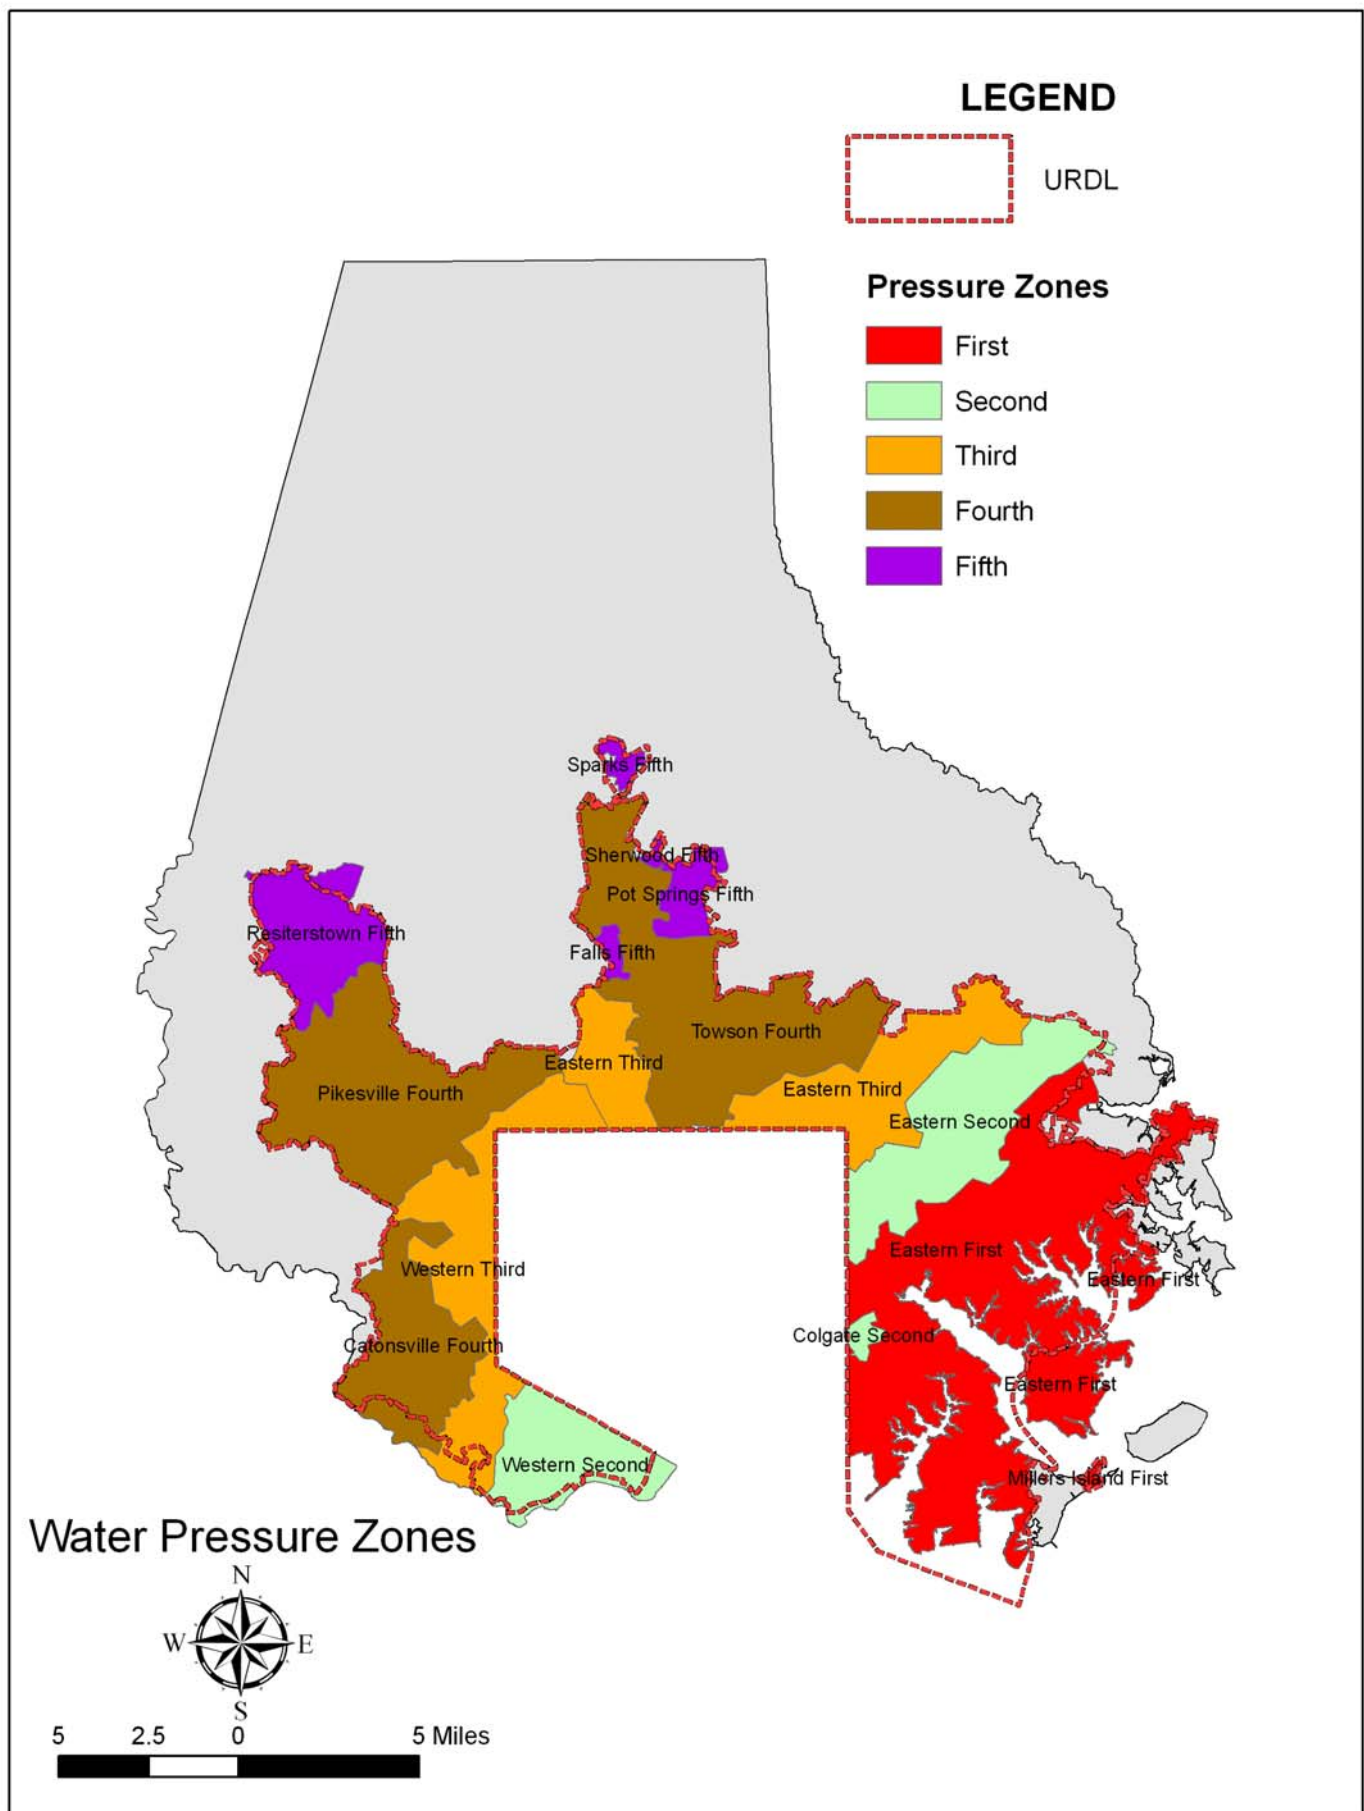 LEGEND
URDL
Pressure Zones
First
Second
Third
Fourth
Fifth
Sparks Fifth
Sherwood Fifth
Pot Springs Fifth
Resiterstown Fifth
Falls Fifth
Towson Fourth
Eastern Third
Eastern Third
Pikesville Fourth
Eastern Second
Eastern First
Western Third
Eastern First
Colgate Second
Catonsville Fourth
Eastern First
Western Second
Millers Island First
Water Pressure Zones
N
W
E
S
5 2.5 0 5 Miles